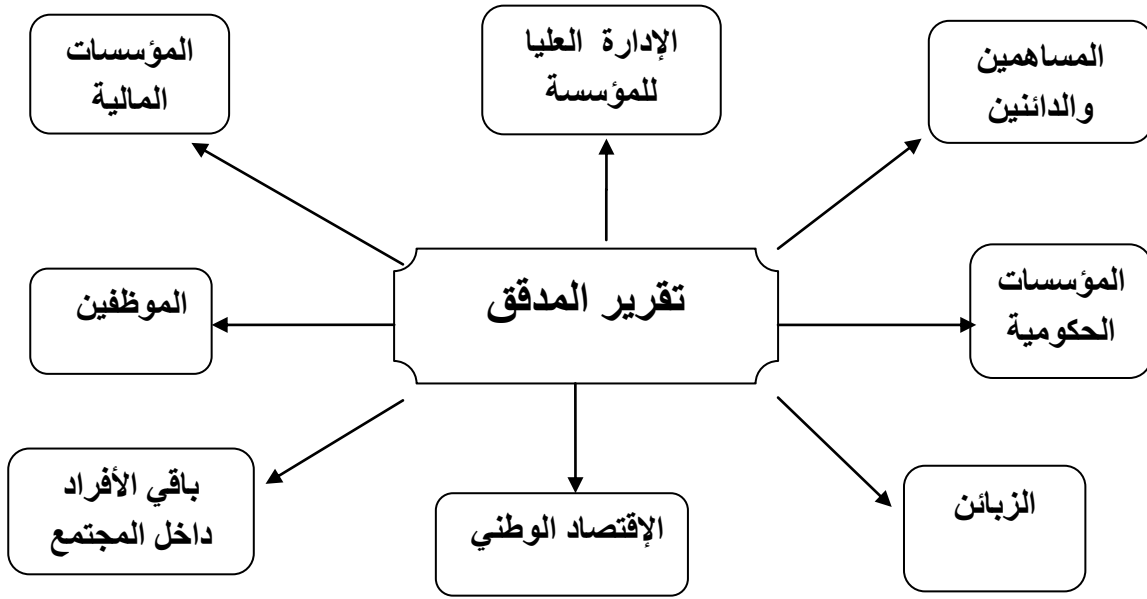 المساهمين
والدائنين
الإدارة العليا
للمؤسسة
المؤسسات
المالية
المؤسسات
الحكومية
تقرير المدقق
الموظفين
الزبائن
الإقتصاد الوطني
باقي الأفراد
داخل المجتمع